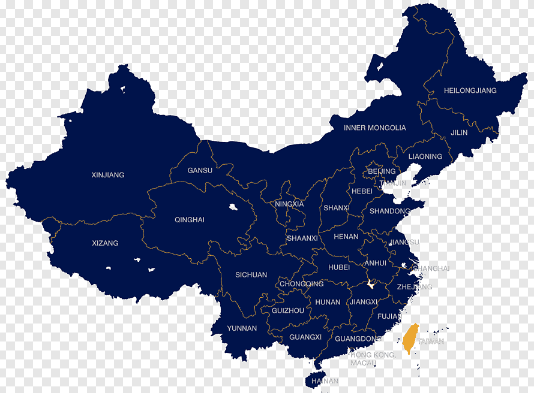 HEILONGJIANG
INNER MONGOLIA
JILIN
LIAONING
BEIJING
TIANJIN
HEBEI
XINJIANG
GANSU
NINGXIA
SHANXI
SHANDONG
QINGHAI
SHAANXI
HENAN
JIANGSU
XIZANG
SICHUAN
HUBEI
ANHUI
SHANGHAI
CHONGQING
ZHEJIANG
HUNAN
JIANGXI
GUIZHOU
FUJIAN
YUNNAN
GUANGXI
GUANGDONG
TAIWAN
HONG KONG,
MACAU
HAINAN